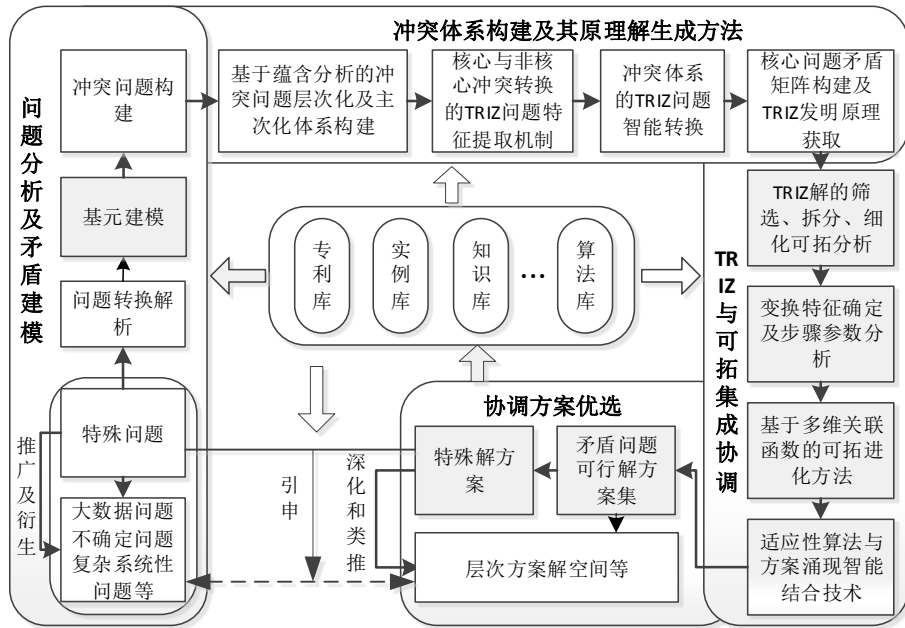 冲突体系构建及其原理解生成方法
问题分析及矛盾建模
冲突问题
构建
基于蕴含分析的冲
突问题层次化及主
次化体系构建
核心与非核
心冲突转换
的TRIZ问题特
征提取机制
冲突体系
的TRIZ问题
智能转换
核心问题矛盾
矩阵构建及
TRIZ发明原理
获取
基元建模
问题转换解
析
特殊问题
大数据问题
不确定问题
复杂系统性
问题等
推广及衍生
专利库
实例库
知识库
…
算法库
引申
深化和类推
协调方案优选
特殊解方
案
矛盾问题
可行解方
案集
层次方案解空间等
TRIZ与可拓集成协调
TRIZ解的筛
选、拆分、细
化可拓分析
变换特征确定
及步骤参数分
析
基于多维关联
函数的可拓进
化方法
适应性算法与
方案涌现智能
结合技术